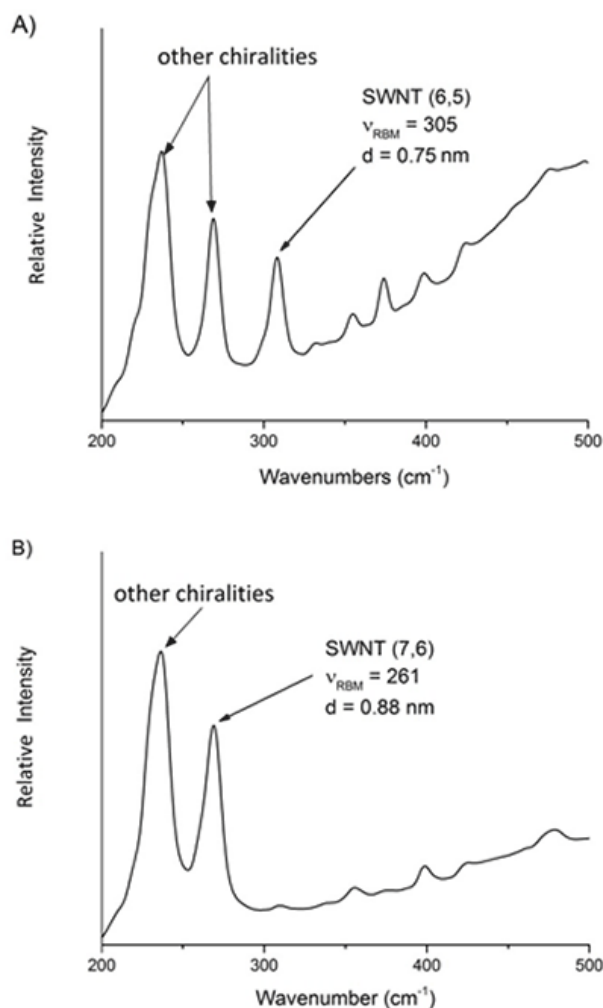 A)
other chiralities
SWNT (6,5)
νRBM = 305
d = 0.75 nm
Relative Intensity
200
300
400
500
Wavenumbers (cm-1)
B)
other chiralities
SWNT (7,6)
νRBM = 261
d = 0.88 nm
Relative Intensity
200
300
400
500
Wavenumber (cm-1)